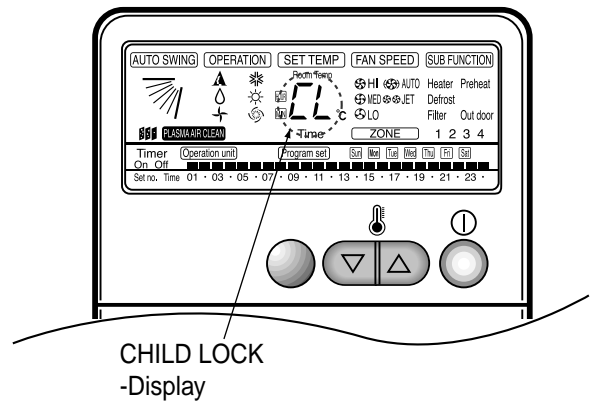 AUTO SWING OPERATION SET TEMP FAN SPEED SUB FUNCTION
Room Temp
HI AUTO Heater Preheat
CL °C MED JET Defrost
LO Filter Out door
PLASMA AIR CLEAN Time ZONE 1 2 3 4
Timer Operation unit Program set Sun Mon Tue Wed Thu Fri Sat
On Off
Set no. Time 01 · 03 · 05 · 07 · 09 · 11 · 13 · 15 · 17 · 19 · 21 · 23 ·
CHILD LOCK
-Display